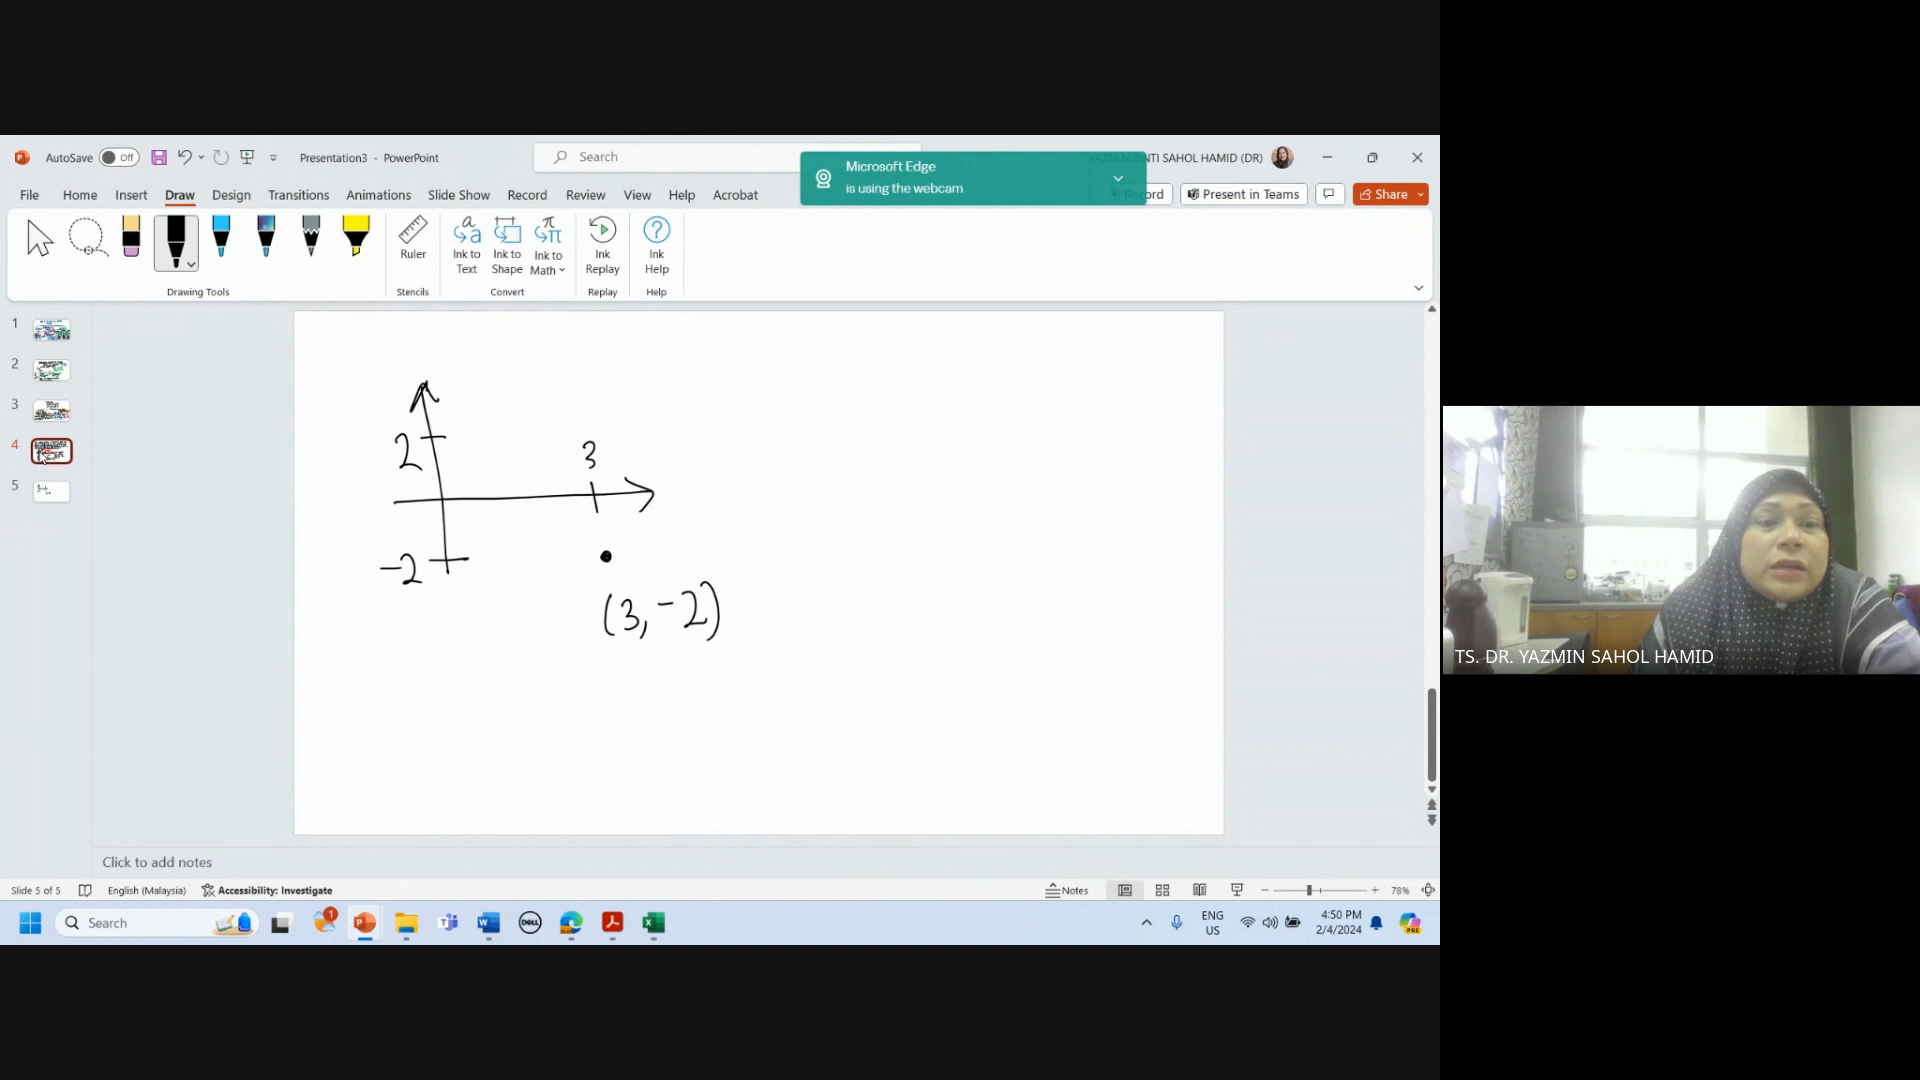 AutoSave Off Presentation3 - PowerPoint Search SAHOL HAMID (DR)
Microsoft Edge
is using the webcam
File Home Insert Draw Design Transitions Animations Slide Show Record Review View Help Acrobat
Present in Teams Share
Ruler
Ink to Text
Ink to Shape
Ink to Math
Ink Replay
Ink Help
Drawing Tools Stencils Convert Replay Help
1
2
3
4
5
2
3
-2
(3, -2)
TS. DR. YAZMIN SAHOL HAMID
Click to add notes
Slide 5 of 5 English (Malaysia) Accessibility: Investigate Notes 78%
Search
1
DELL
ENG
US
4:50 PM
2/4/2024
PRE